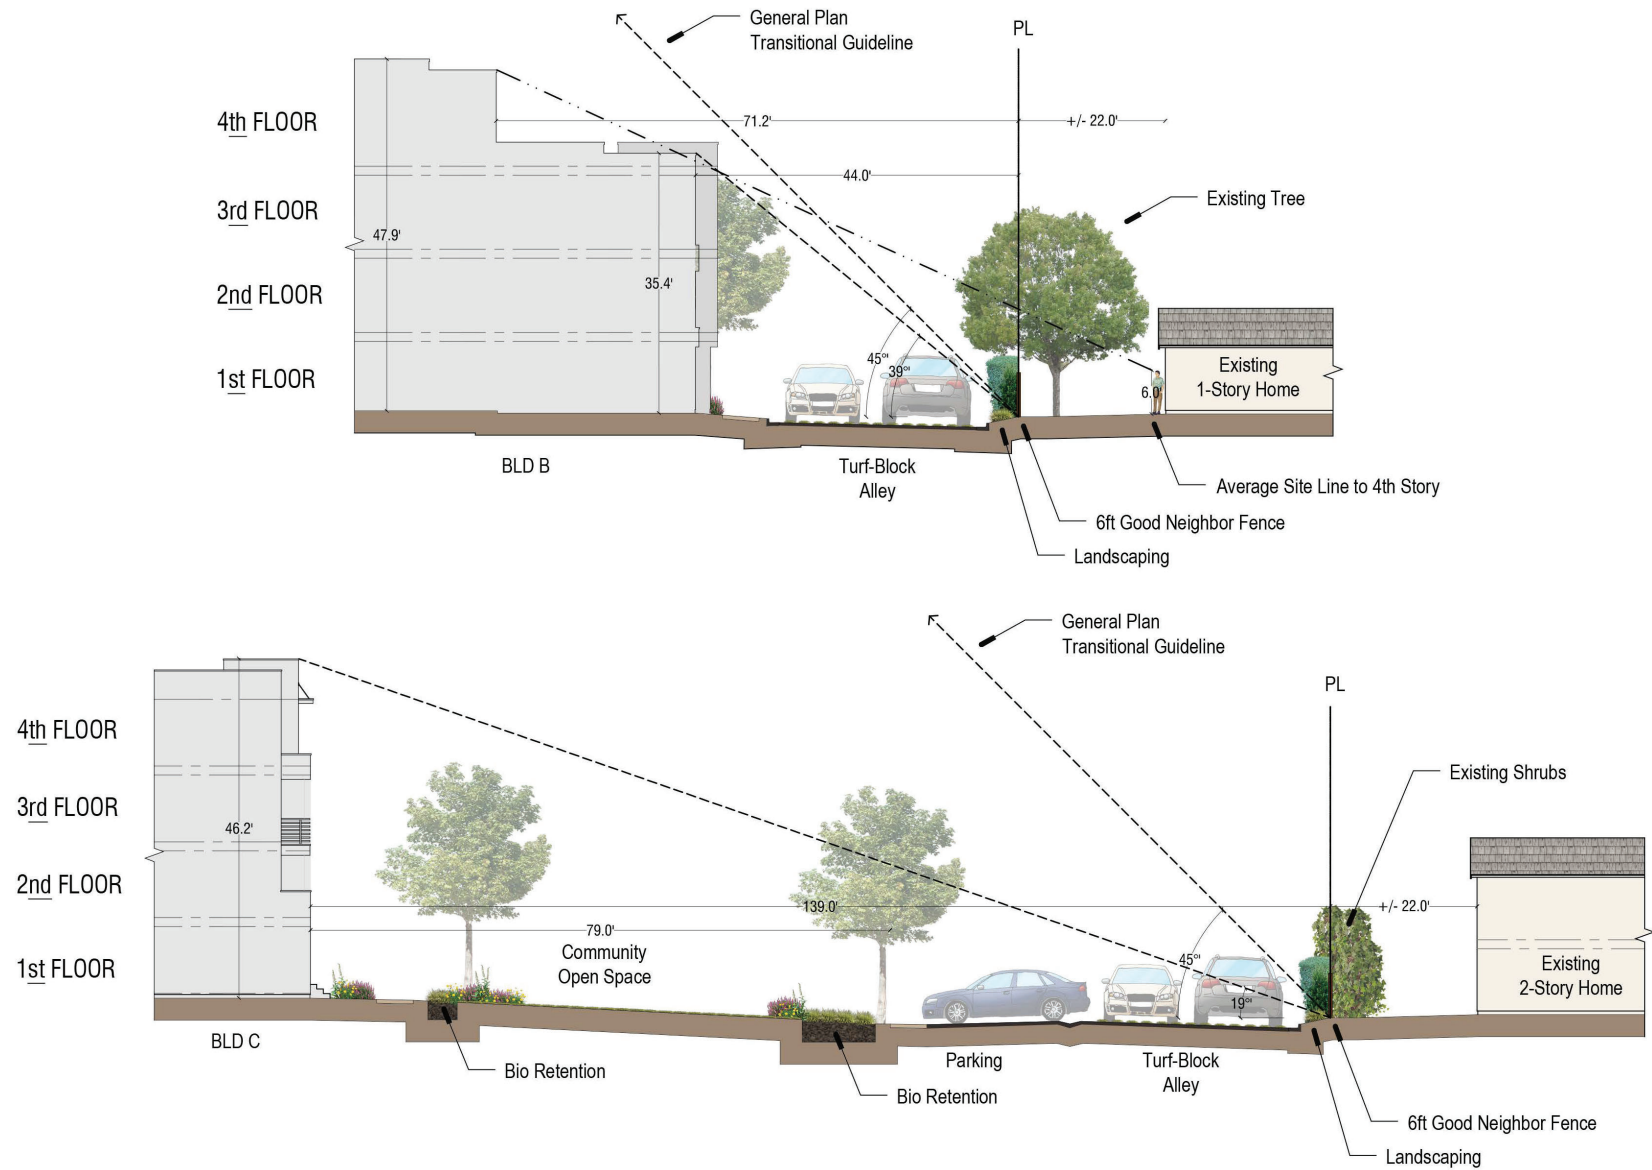 General Plan
Transitional Guideline
PL
4th FLOOR
71.2'
+/- 22.0'
44.0'
3rd FLOOR
Existing Tree
47.9'
35.4'
2nd FLOOR
45°
39°
1st FLOOR
6.0'
Existing
1-Story Home
BLD B
Turf-Block
Alley
Average Site Line to 4th Story
6ft Good Neighbor Fence
Landscaping
General Plan
Transitional Guideline
PL
4th FLOOR
Existing Shrubs
3rd FLOOR
46.2'
2nd FLOOR
139.0'
+/- 22.0'
79.0'
Community
Open Space
45°
1st FLOOR
Existing
2-Story Home
19°
BLD C
Bio Retention
Parking
Turf-Block
Alley
Bio Retention
6ft Good Neighbor Fence
Landscaping